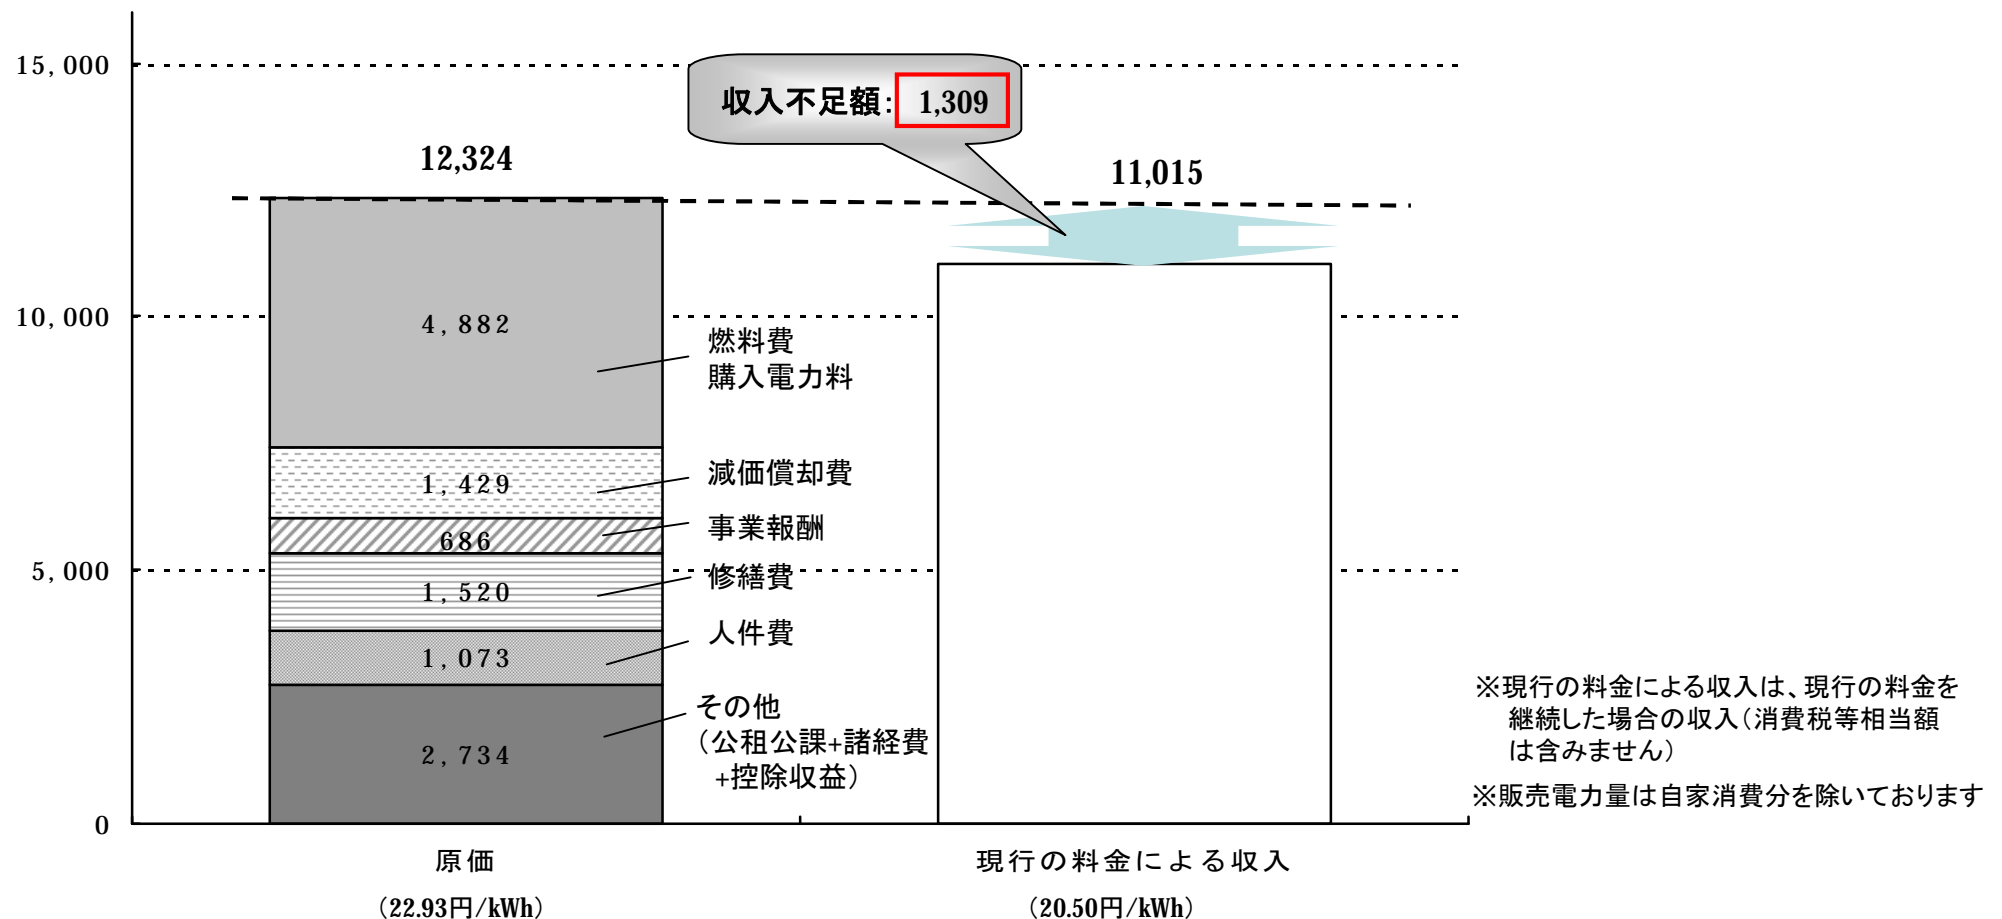 15,000
10,000
5,000
0
収入不足額: 1,309
12,324
11,015
4,882
燃料費
購入電力料
1,429
減価償却費
686
事業報酬
1,520
修繕費
1,073
人件費
2,734
その他
（公租公課+諸経費
+控除収益）
原価
（22.93円/kWh）
現行の料金による収入
（20.50円/kWh）
※現行の料金による収入は、現行の料金を
継続した場合の収入（消費税等相当額
は含みません）
※販売電力量は自家消費分を除いております